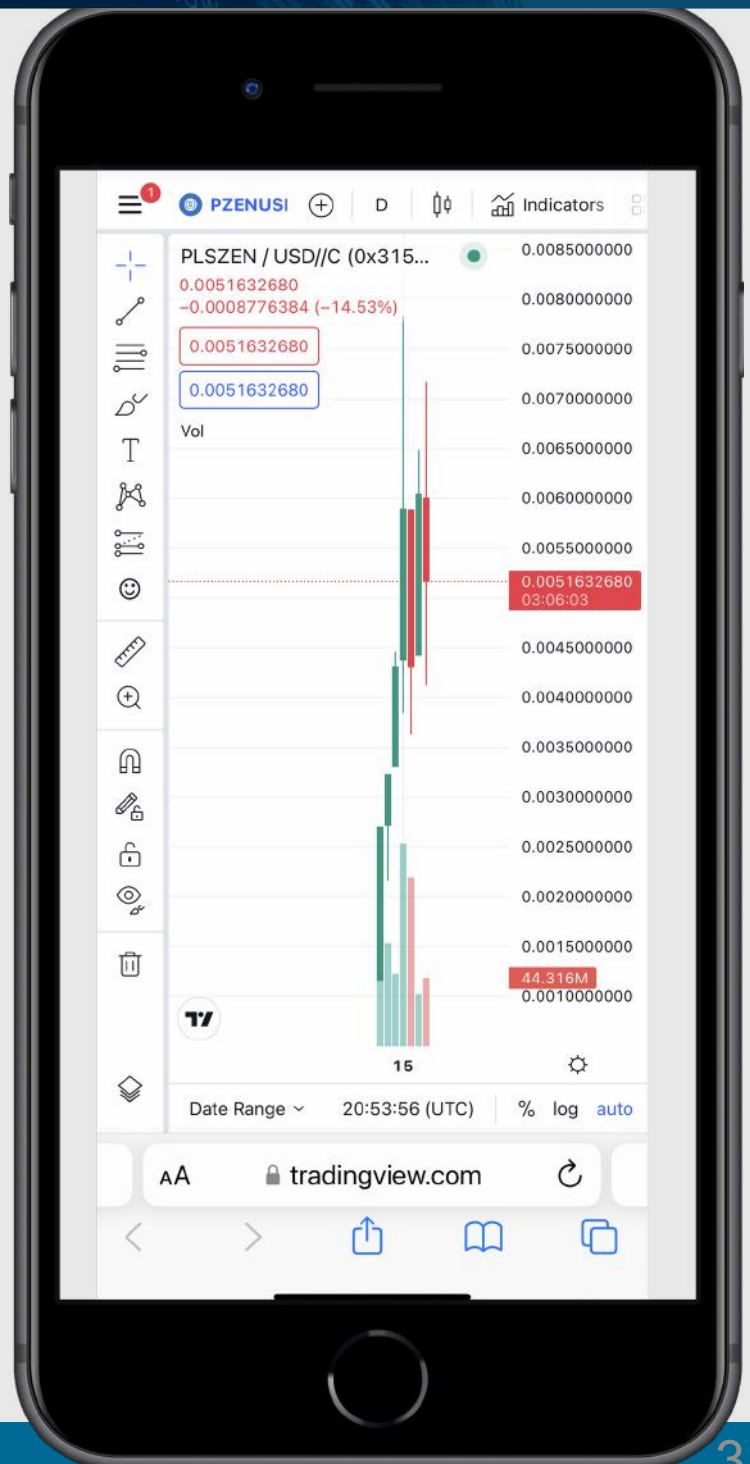 1
PZENUSI
D
Indicators
PLSZEN / USD//C (0x315...
0.0051632680
−0.0008776384 (−14.53%)
0.0051632680
0.0051632680
Vol
T
0.0085000000
0.0080000000
0.0075000000
0.0070000000
0.0065000000
0.0060000000
0.0055000000
0.0051632680
03:06:03
0.0045000000
0.0040000000
0.0035000000
0.0030000000
0.0025000000
0.0020000000
0.0015000000
44.316M
0.0010000000
15
Date Range
20:53:56 (UTC)
% log auto
AA
tradingview.com